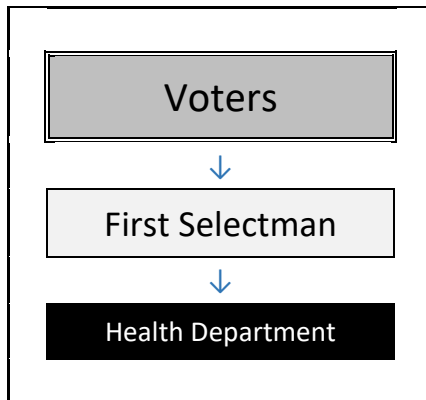 Voters
↓
First Selectman
↓
Health Department